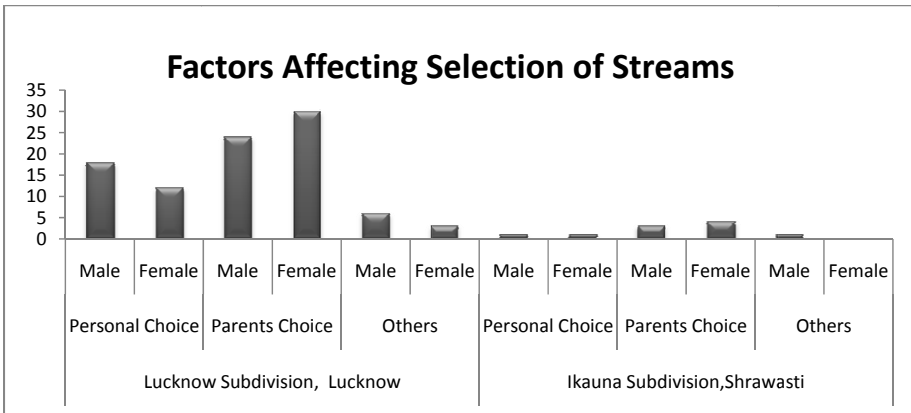 Factors Affecting Selection of Streams
35
30
25
20
15
10
5
0
Male Female Male Female Male Female Male Female Male Female Male Female
Personal Choice Parents Choice Others Personal Choice Parents Choice Others
Lucknow Subdivision, Lucknow Ikauna Subdivision,Shrawasti